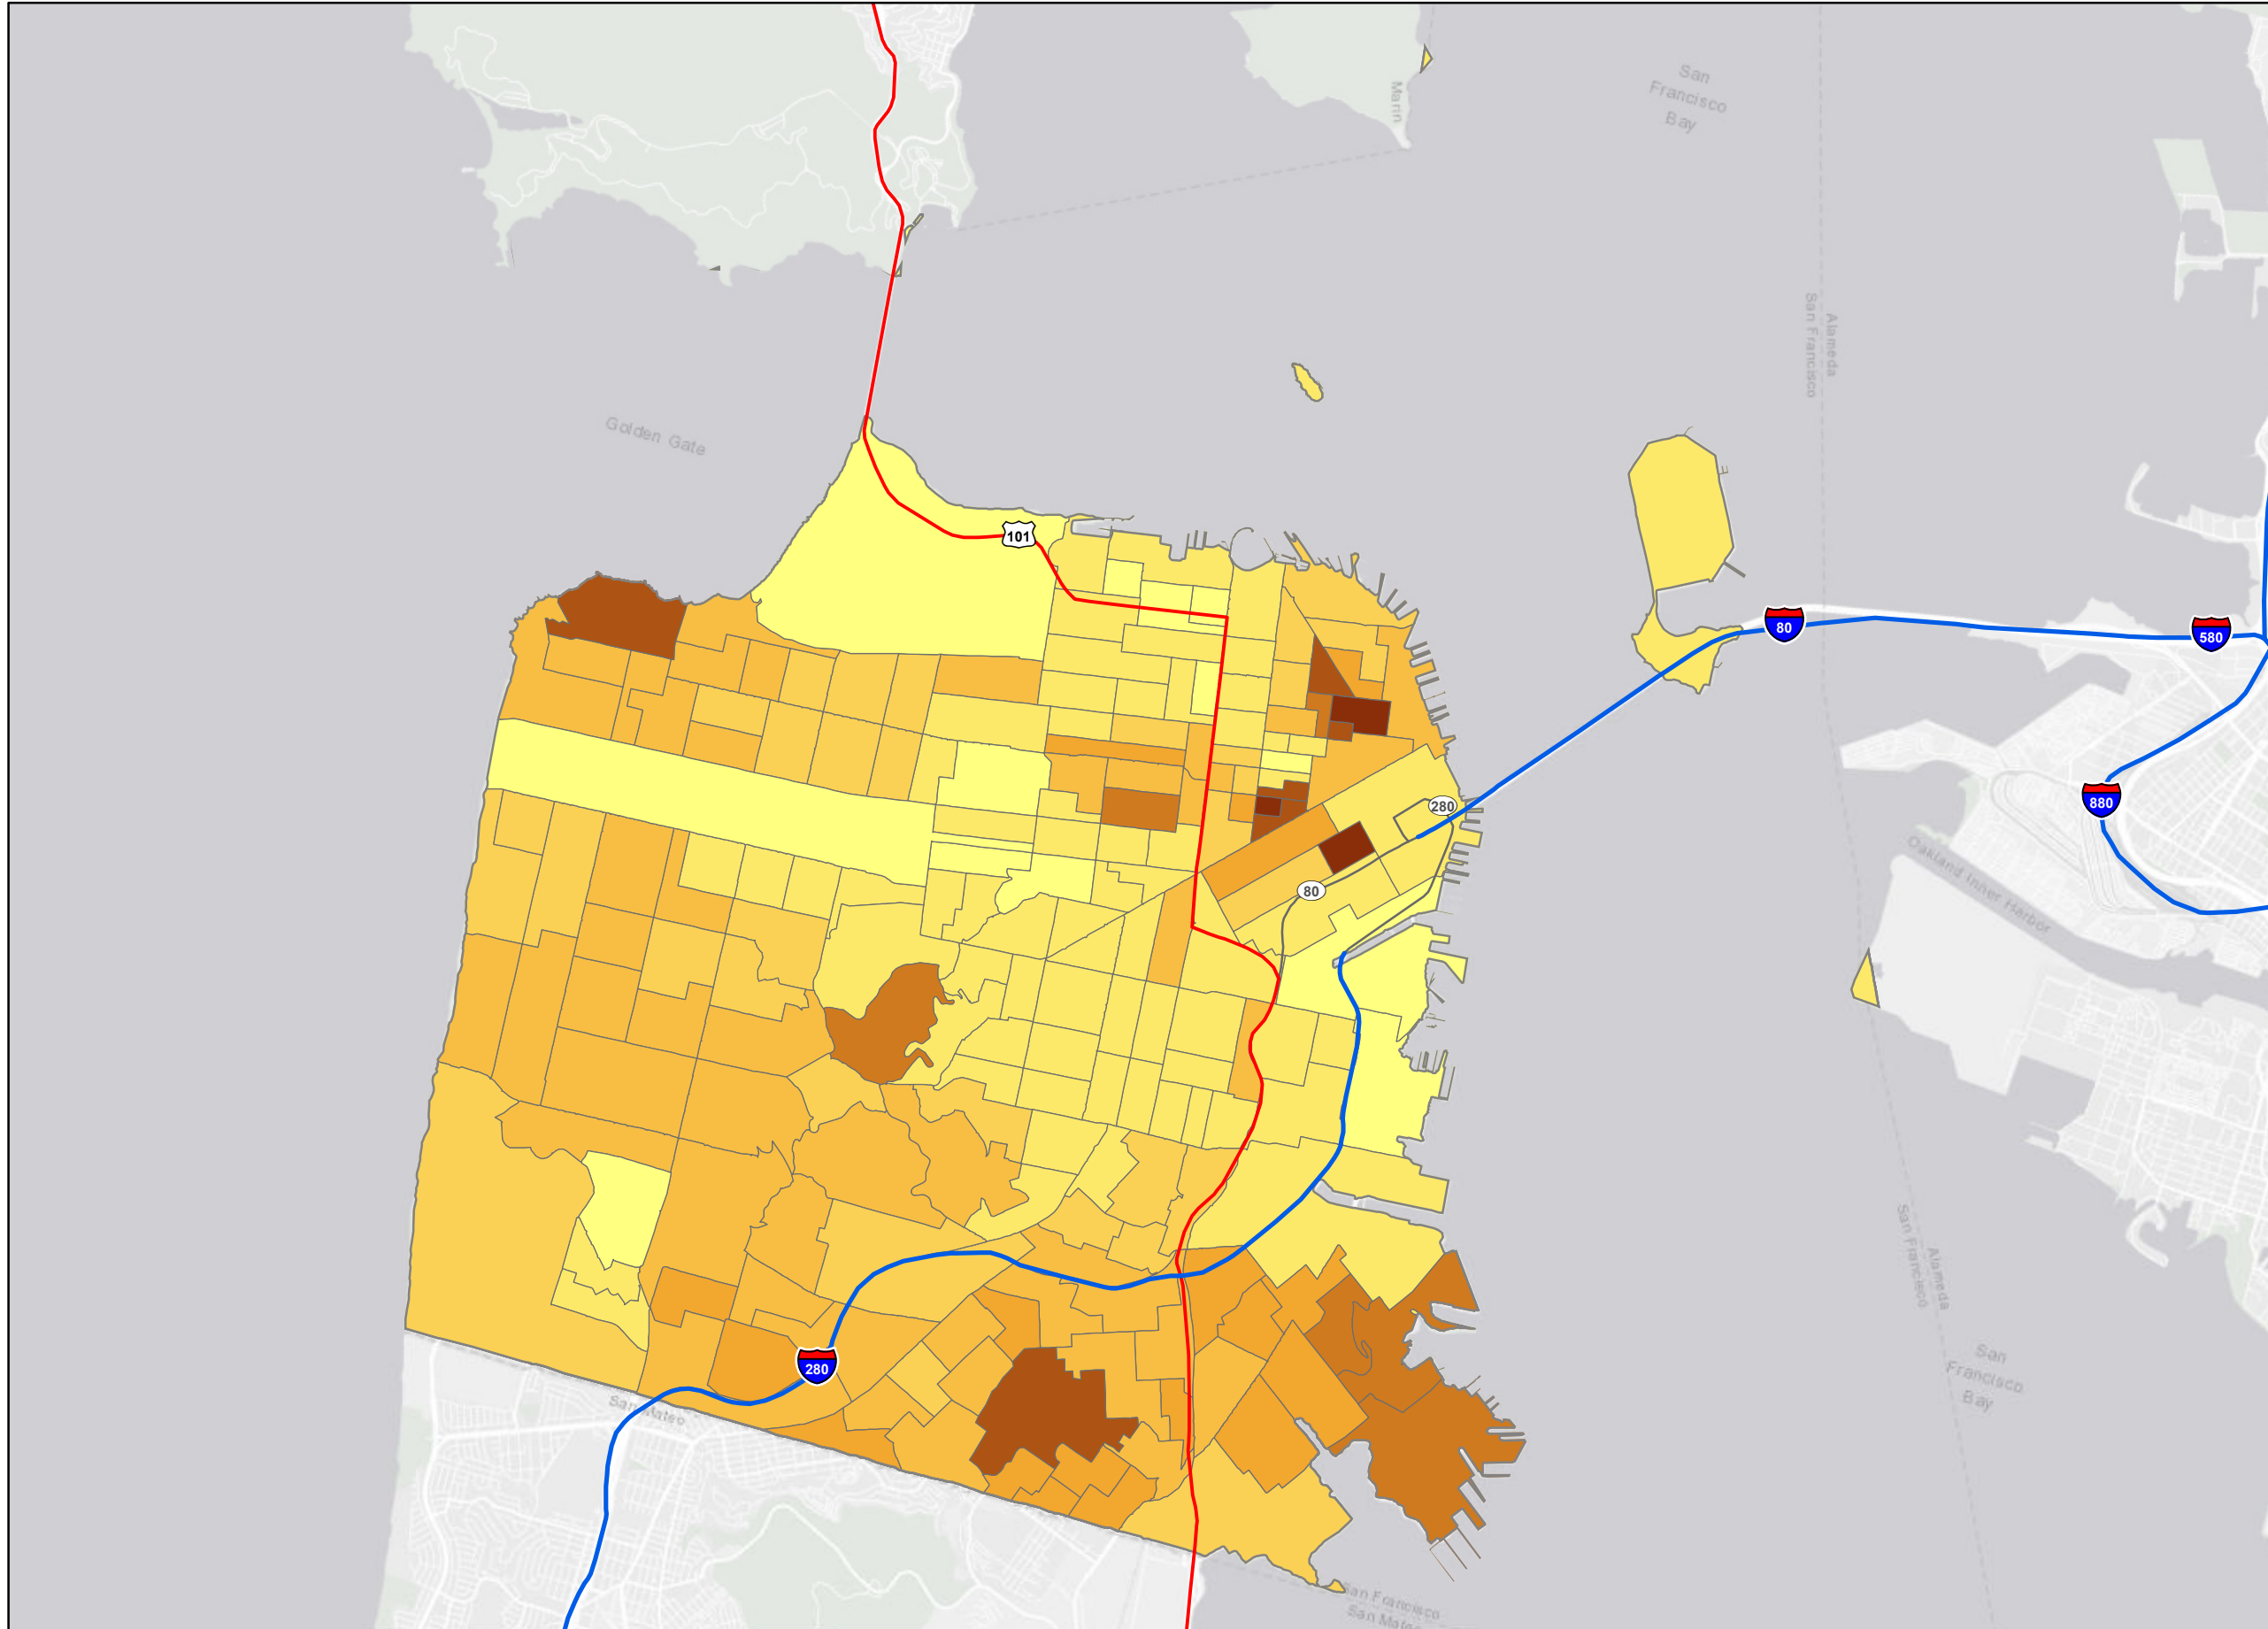 Marin
San
Francisco
Bay
Alameda
San Francisco
Golden Gate
101
80
580
280
880
80
Oakland Inner Harbor
San Francisco
Alameda
San
Francisco
Bay
280
San Mateo
San Francisco
San Mateo